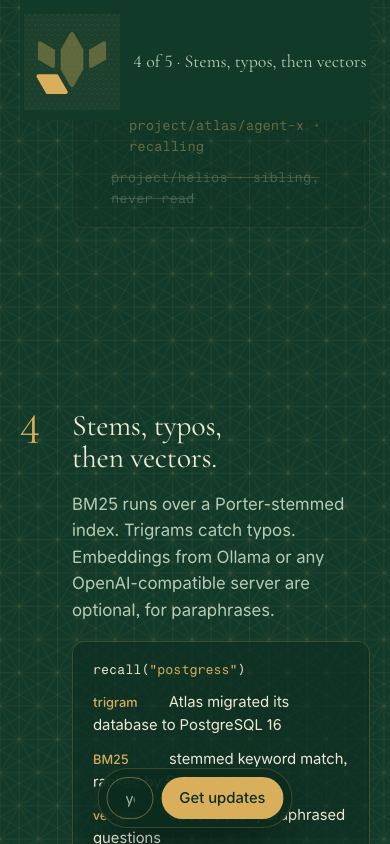 4 of 5 · Stems, typos, then vectors
project/atlas/agent-x ·
recalling
project/helios · sibling,
never read
4
Stems, typos,
then vectors.
BM25 runs over a Porter-stemmed
index. Trigrams catch typos.
Embeddings from Ollama or any
OpenAI-compatible server are
optional, for paraphrases.
recall("postgress")
trigram Atlas migrated its
database to PostgreSQL 16
BM25 stemmed keyword match,
Get updates
questions